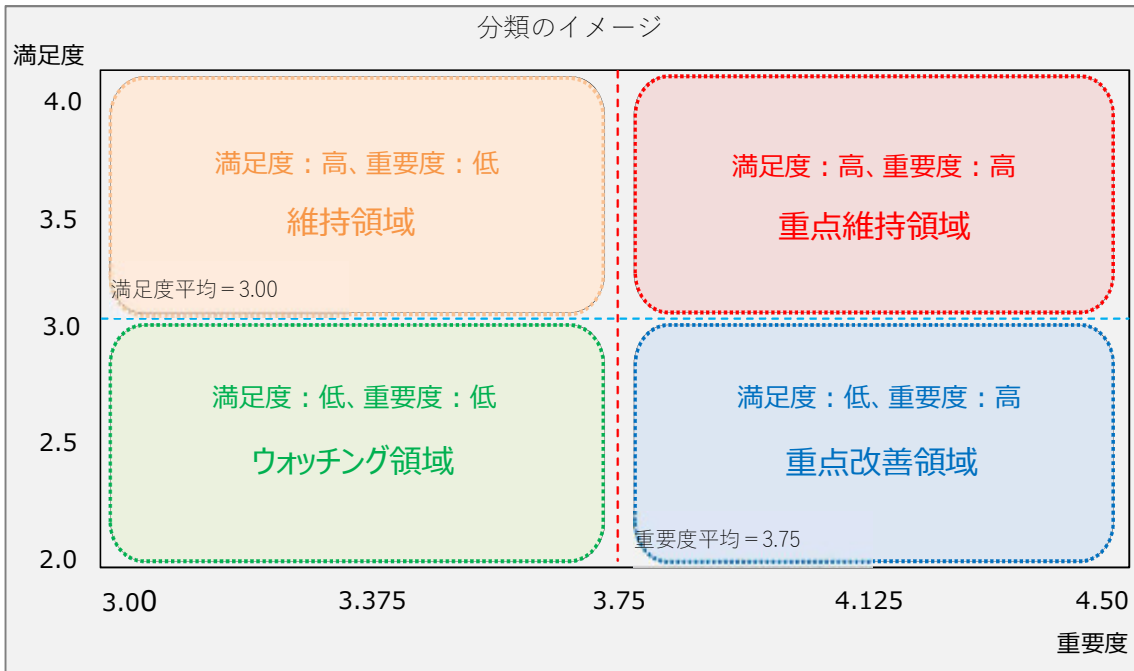 分類のイメージ
満足度
4.0
満足度：高、重要度：低
満足度：高、重要度：高
3.5
維持領域
重点維持領域
満足度平均＝3.00
3.0
満足度：低、重要度：低
満足度：低、重要度：高
2.5
ウォッチング領域
重点改善領域
重要度平均＝3.75
2.0
3.00 3.375 3.75 4.125 4.50
重要度